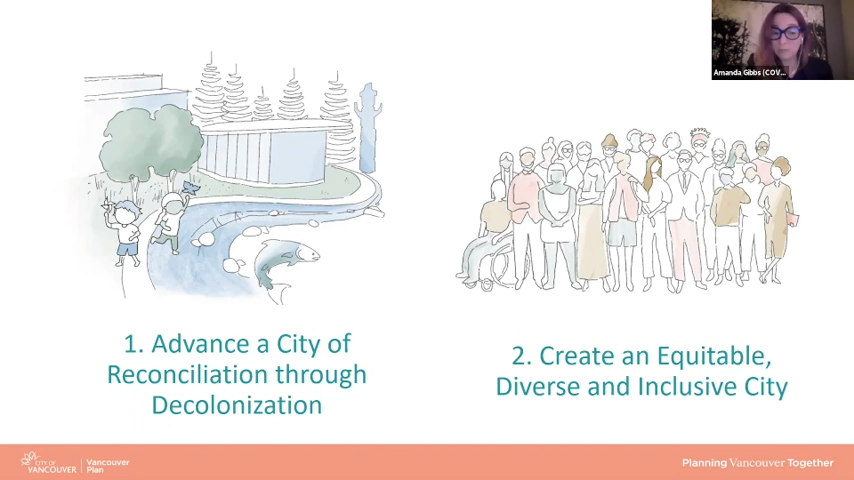 Amanda Gibbs (COV...
1. Advance a City of
Reconciliation through
Decolonization
2. Create an Equitable,
Diverse and Inclusive City
CITY OF
VANCOUVER
Vancouver
Plan
Planning Vancouver Together